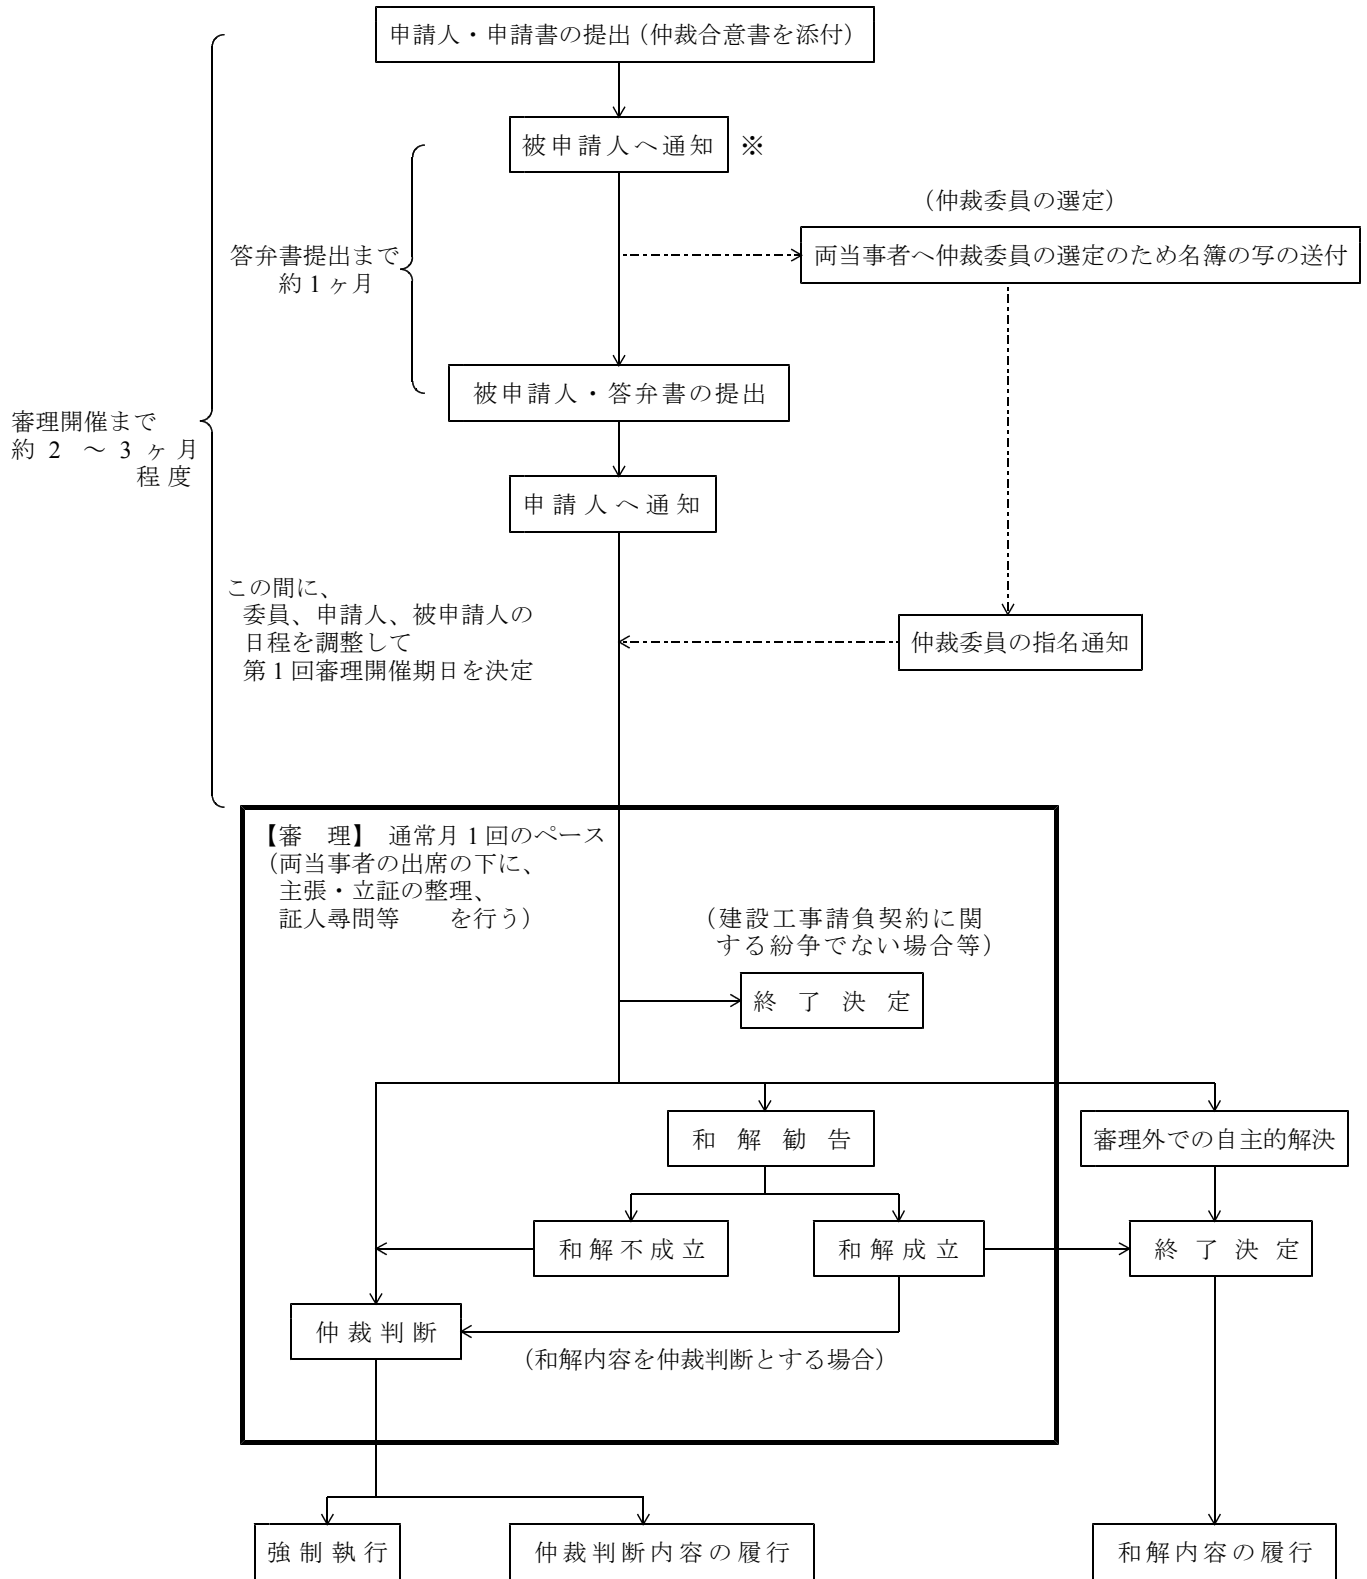 申請人・申請書の提出（仲裁合意書を添付）
被申請人へ通知 ※
（仲裁委員の選定）
両当事者へ仲裁委員の選定のため名簿の写の送付
答弁書提出まで
約1ヶ月
被申請人・答弁書の提出
審理開催まで
約 2 ～ 3 ヶ月
程度
申請人へ通知
この間に、
委員、申請人、被申請人の
日程を調整して
第1回審理開催期日を決定
仲裁委員の指名通知
【審　理】　通常月1回のペース
（両当事者の出席の下に、
主張・立証の整理、
証人尋問等　　を行う）
（建設工事請負契約に関
する紛争でない場合等）
終了決定
和解勧告
審理外での自主的解決
和解不成立
和解成立
終了決定
仲裁判断
（和解内容を仲裁判断とする場合）
強制執行
仲裁判断内容の履行
和解内容の履行